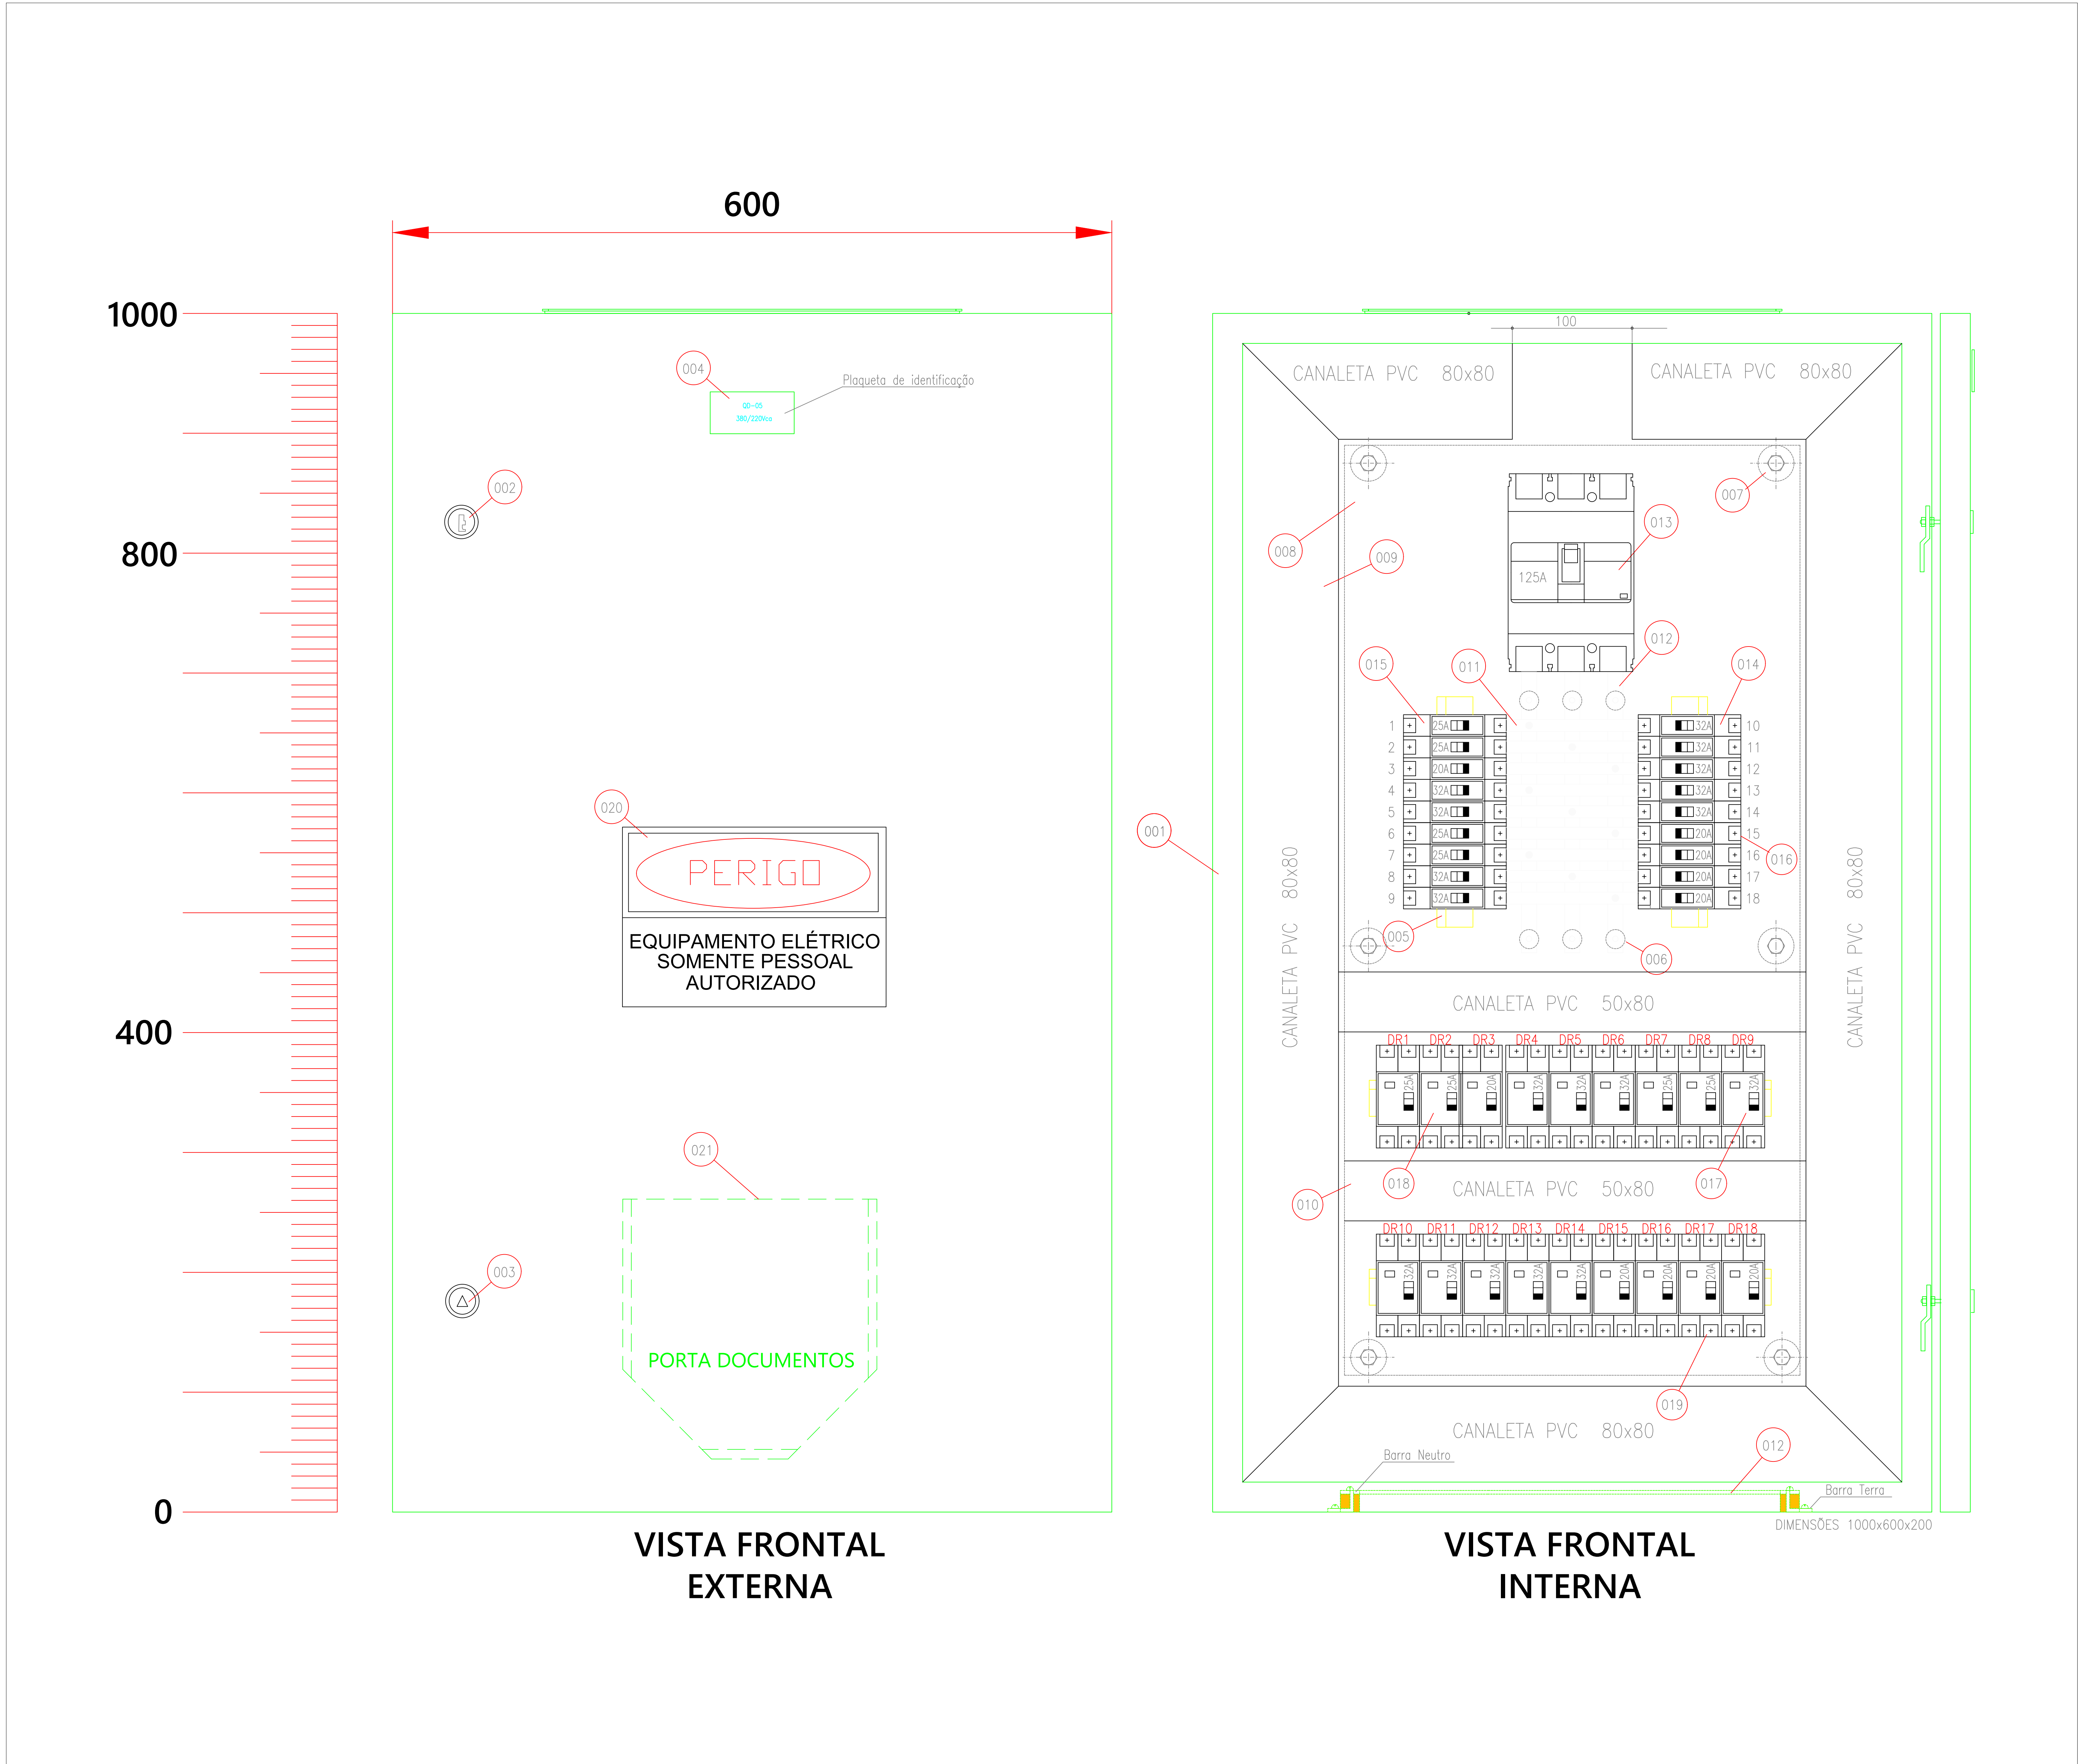 600
1000
800
400
0
004
Plaqueta de identificação
QD-05
380/220Vca
002
020
PERIGO
EQUIPAMENTO ELÉTRICO
SOMENTE PESSOAL
AUTORIZADO
021
003
PORTA DOCUMENTOS
VISTA FRONTAL
EXTERNA
100
CANALETA PVC 80x80
CANALETA PVC 80x80
007
008
009
013
125A
012
015
011
014
1 25A 32A 10
2 25A 32A 11
3 20A 32A 12
4 32A 32A 13
5 32A 32A 14
6 25A 20A 15
7 25A 20A 16
8 32A 20A 17
9 32A 20A 18
001
016
005
006
CANALETA PVC 80x80
CANALETA PVC 80x80
CANALETA PVC 50x80
DR1 DR2 DR3 DR4 DR5 DR6 DR7 DR8 DR9
25A 25A 20A 32A 32A 32A 25A 25A 32A
018
017
010
CANALETA PVC 50x80
DR10 DR11 DR12 DR13 DR14 DR15 DR16 DR17 DR18
32A 32A 32A 32A 32A 20A 20A 20A 20A
019
CANALETA PVC 80x80
012
Barra Neutro
Barra Terra
DIMENSÕES 1000x600x200
VISTA FRONTAL
INTERNA